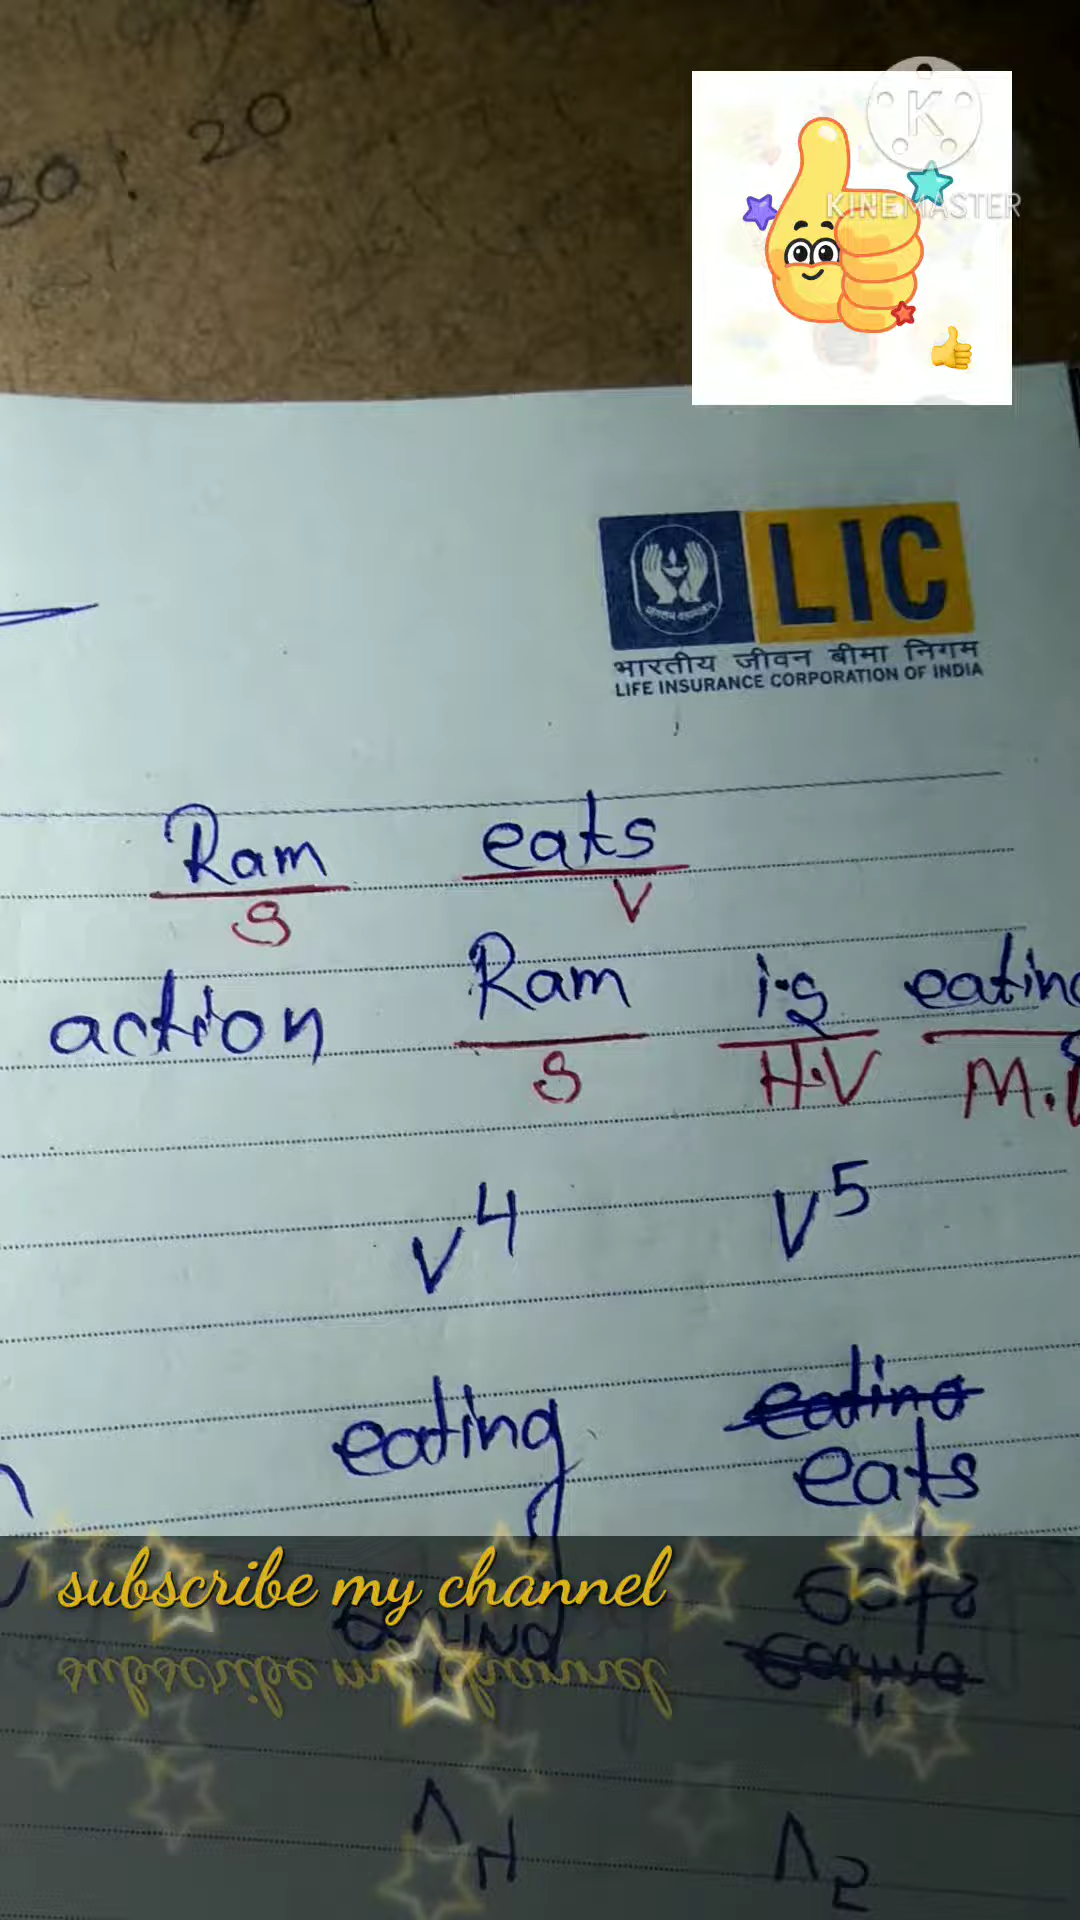 30! 20
K
KINEMASTER
LIC
भारतीय जीवन बीमा निगम
LIFE INSURANCE CORPORATION OF INDIA
Ram eats
S V
action Ram is eating
S H.V M.V
V4 V5
eating eating
eats
subscribe my channel